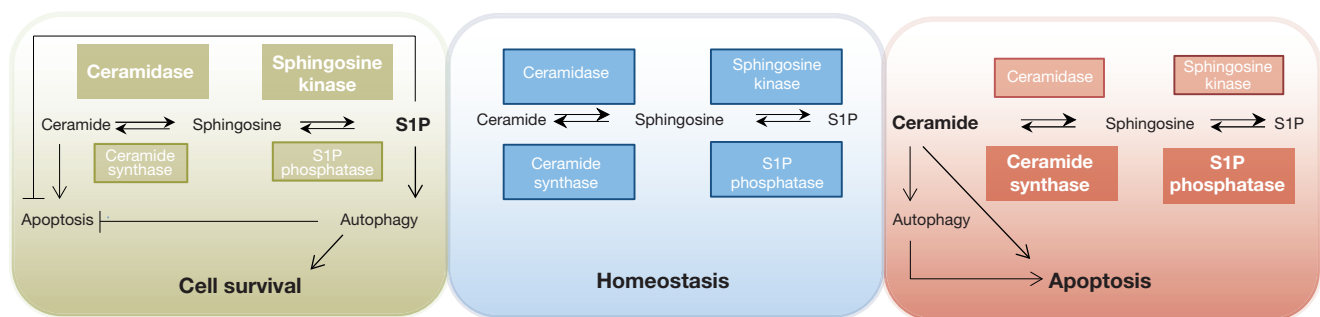 Ceramidase
Sphingosine
kinase
Ceramide
Sphingosine
S1P
Ceramide
synthase
S1P
phosphatase
Apoptosis
Autophagy
Cell survival
Ceramidase
Sphingosine
kinase
Ceramide
Sphingosine
S1P
Ceramide
synthase
S1P
phosphatase
Homeostasis
Ceramidase
Sphingosine
kinase
Ceramide
Sphingosine
S1P
Ceramide
synthase
S1P
phosphatase
Autophagy
Apoptosis